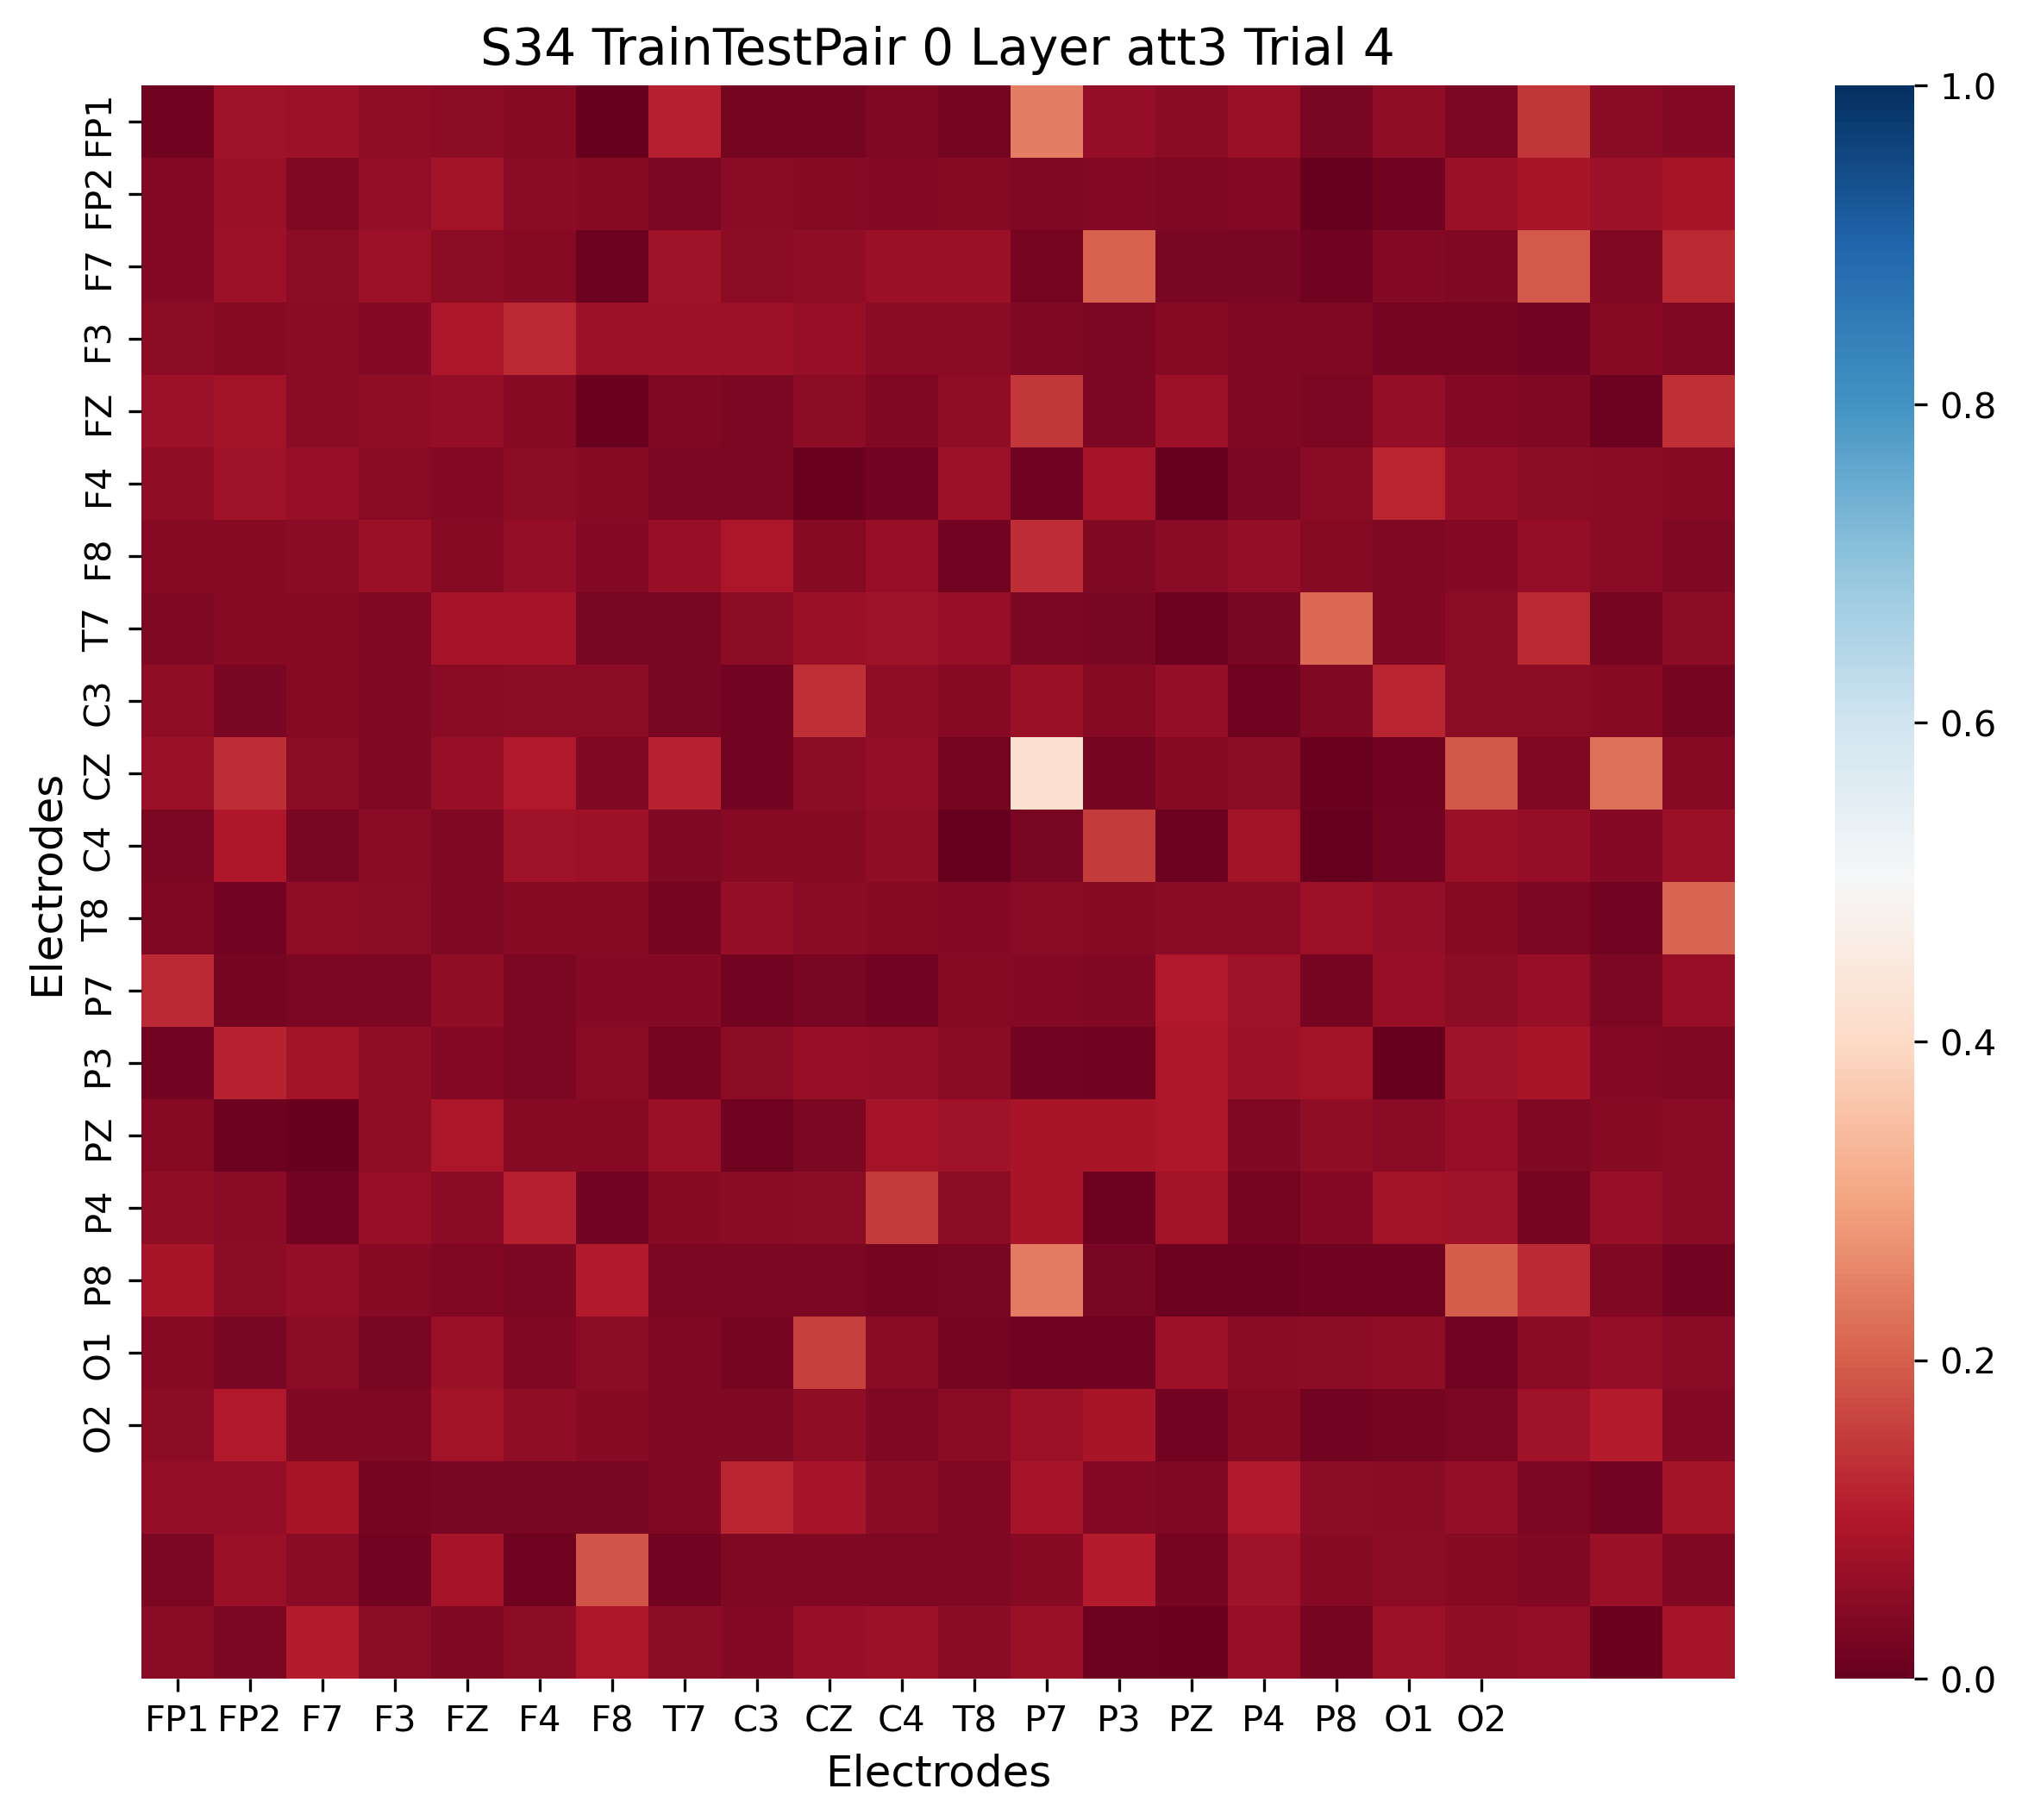 S34 TrainTestPair 0 Layer att3 Trial 4
Electrodes
FP1
FP2
F7
F3
FZ
F4
F8
T7
C3
CZ
C4
T8
P7
P3
PZ
P4
P8
O1
O2
FP1 FP2 F7 F3 FZ F4 F8 T7 C3 CZ C4 T8 P7 P3 PZ P4 P8 O1 O2
Electrodes
1.0
0.8
0.6
0.4
0.2
0.0